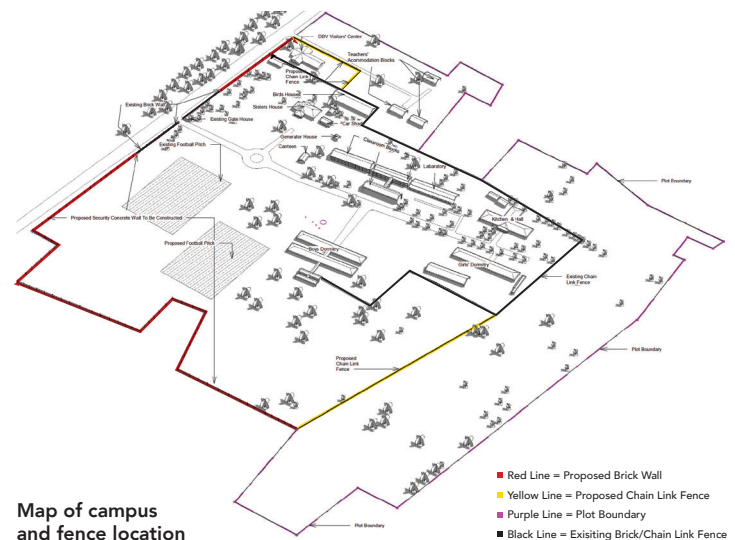 DBV Visitors' Center
Teachers'
Acommodation Blocks
Proposed
Chain Link
Fence
Birds House
Existing Brick Wall
Sisters House
Existing Gate House
Car Shade
Generator House
Existing Football Pitch
Canteen
Classroom Blocks
Laboratory
Plot Boundary
Proposed Security Concrete Wall To Be Constructed
Kitchen & Hall
Proposed Football Pitch
Boys Dormitry
Girls' Dormetry
Existing Chain
Link Fence
Plot Boundary
Proposed
Chain Link
Fence
Red Line = Proposed Brick Wall
Yellow Line = Proposed Chain Link Fence
Purple Line = Plot Boundary
Black Line = Exisiting Brick/Chain Link Fence
Map of campus
and fence location
Plot Boundary